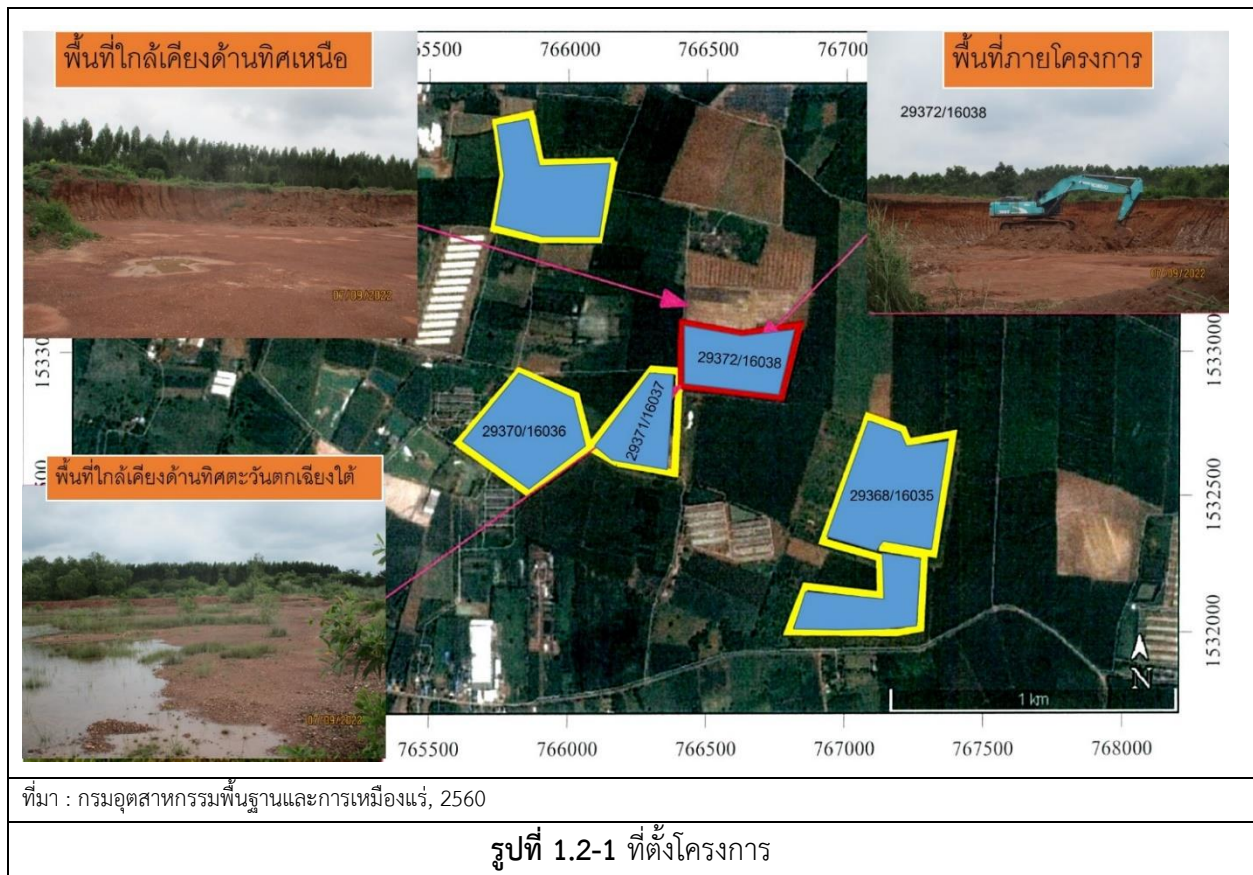 พื้นที่ใกล้เคียงด้านทิศเหนือ
65500 766000 766500 76700
พื้นที่ภายโครงการ
29372/16038
07/09/2022
07/09/2022
29372/16038
15330
1533000
29370/16036
29371/16037
29368/16035
พื้นที่ใกล้เคียงด้านทิศตะวันตกเฉียงใต้
1532500
1532000
N
1 km
07/09/2022
765500 766000 766500 767000 767500 768000
ที่มา : กรมอุตสาหกรรมพื้นฐานและการเหมืองแร่, 2560
รูปที่ 1.2-1 ที่ตั้งโครงการ